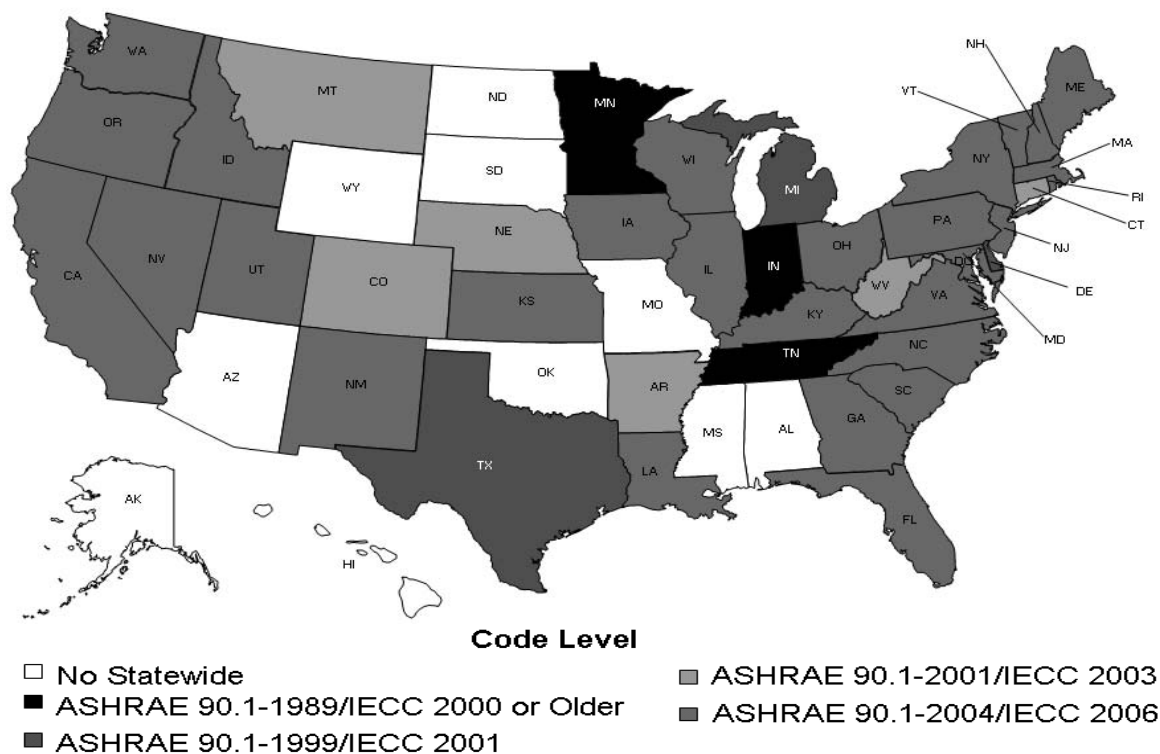 WA
MT
ND
MN
OR
ID
WY
SD
WI
MI
NH
VT
ME
NY
MA
RI
CT
NJ
DE
MD
CA
NV
UT
CO
NE
KS
IA
IL
IN
OH
PA
DC
WV
VA
KY
MO
AZ
NM
OK
AR
TN
NC
SC
GA
MS
AL
LA
TX
FL
AK
HI
Code Level
No Statewide
ASHRAE 90.1-1989/IECC 2000 or Older
ASHRAE 90.1-1999/IECC 2001
ASHRAE 90.1-2001/IECC 2003
ASHRAE 90.1-2004/IECC 2006